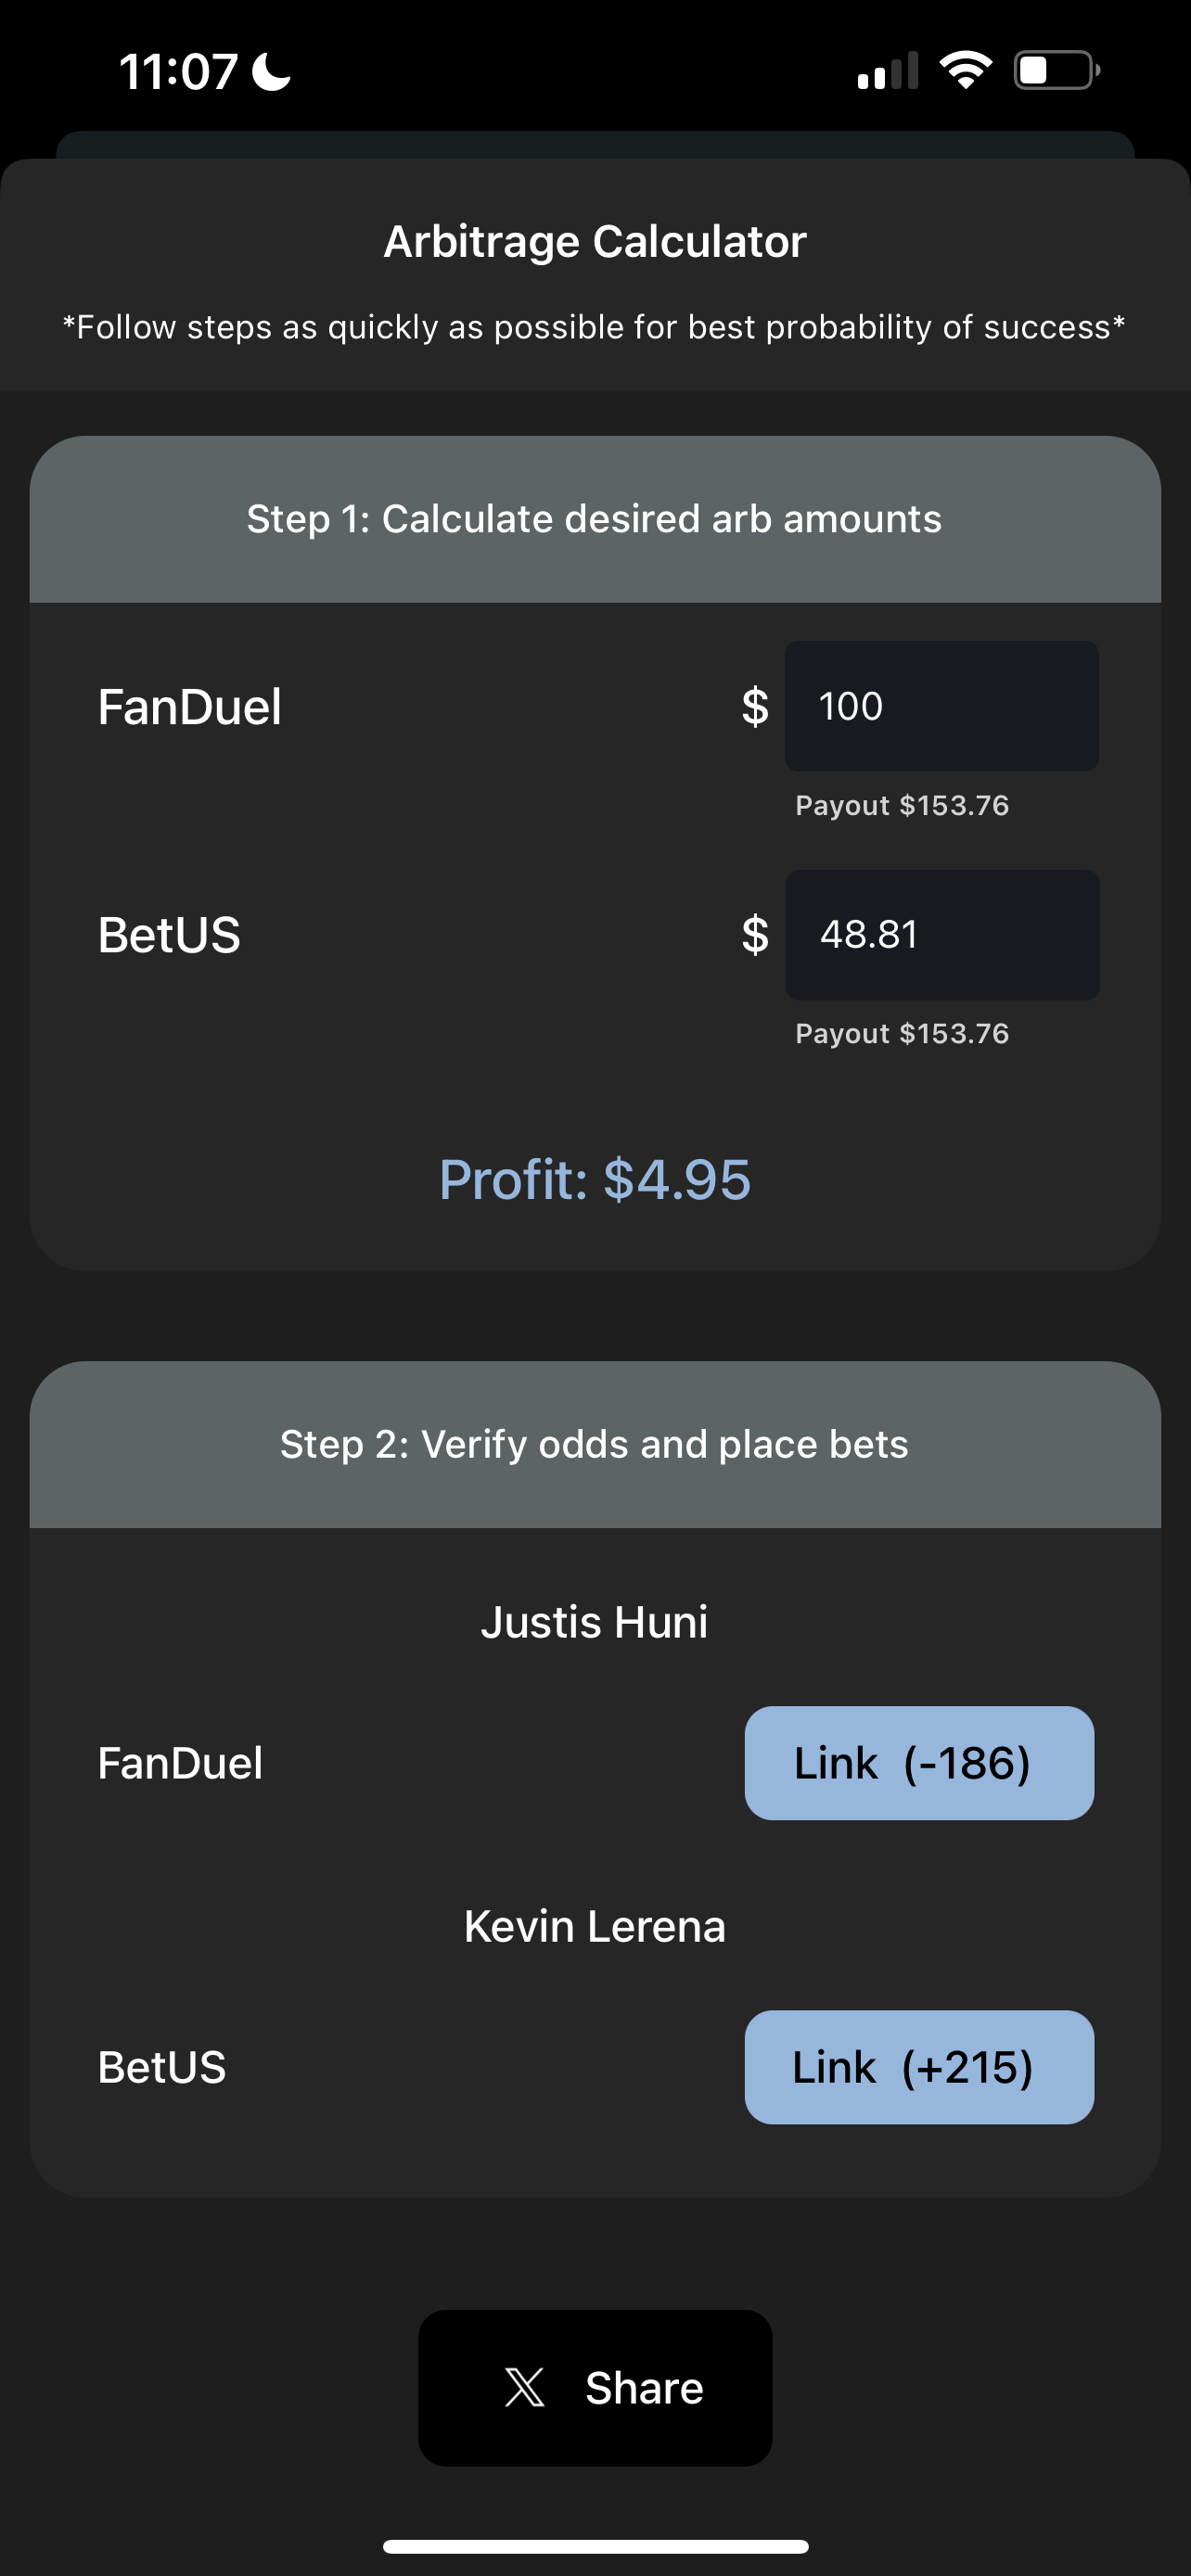 11:07
Arbitrage Calculator
*Follow steps as quickly as possible for best probability of success*
Step 1: Calculate desired arb amounts
FanDuel $ 100
Payout $153.76
BetUS $ 48.81
Payout $153.76
Profit: $4.95
Step 2: Verify odds and place bets
Justis Huni
FanDuel Link (-186)
Kevin Lerena
BetUS Link (+215)
Share